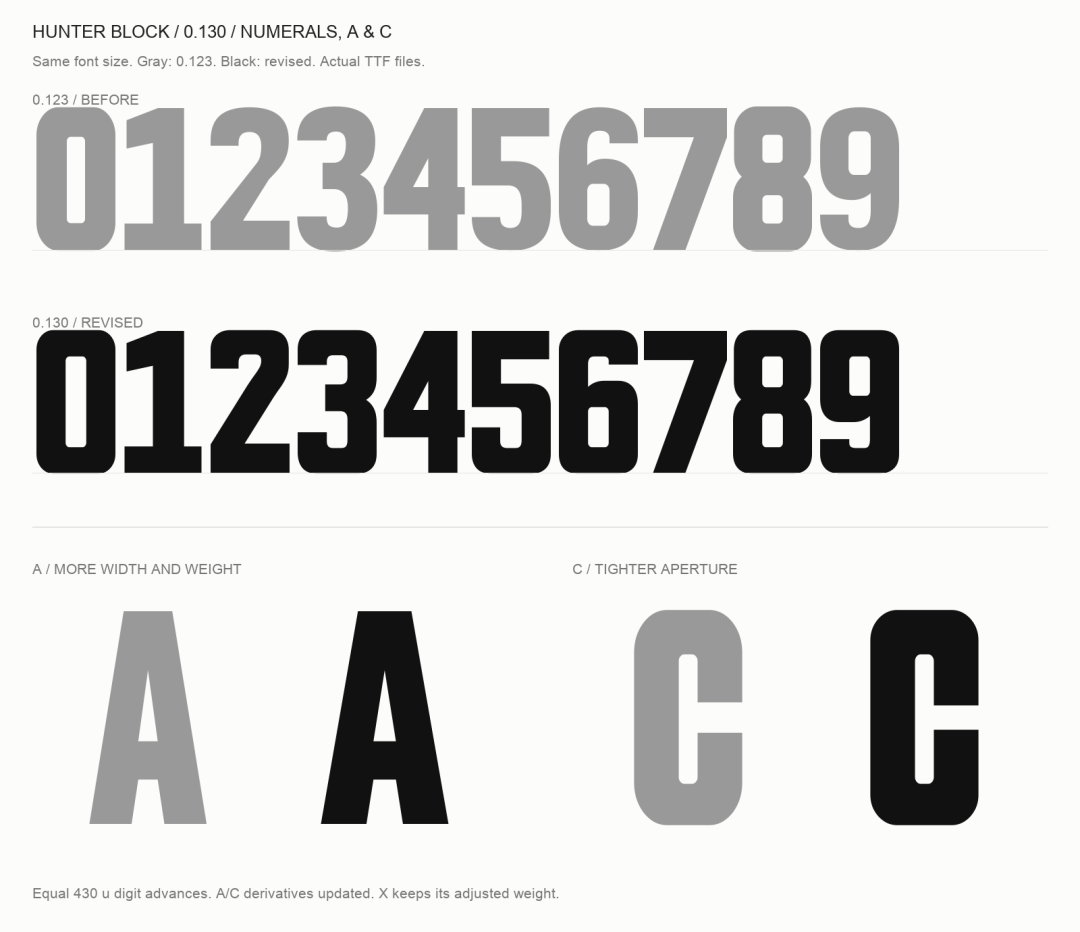 HUNTER BLOCK / 0.130 / NUMERALS, A & C
Same font size. Gray: 0.123. Black: revised. Actual TTF files.
0.123 / BEFORE
0123456789
0.130 / REVISED
0123456789
A / MORE WIDTH AND WEIGHT
C / TIGHTER APERTURE
A A C C
Equal 430 u digit advances. A/C derivatives updated. X keeps its adjusted weight.